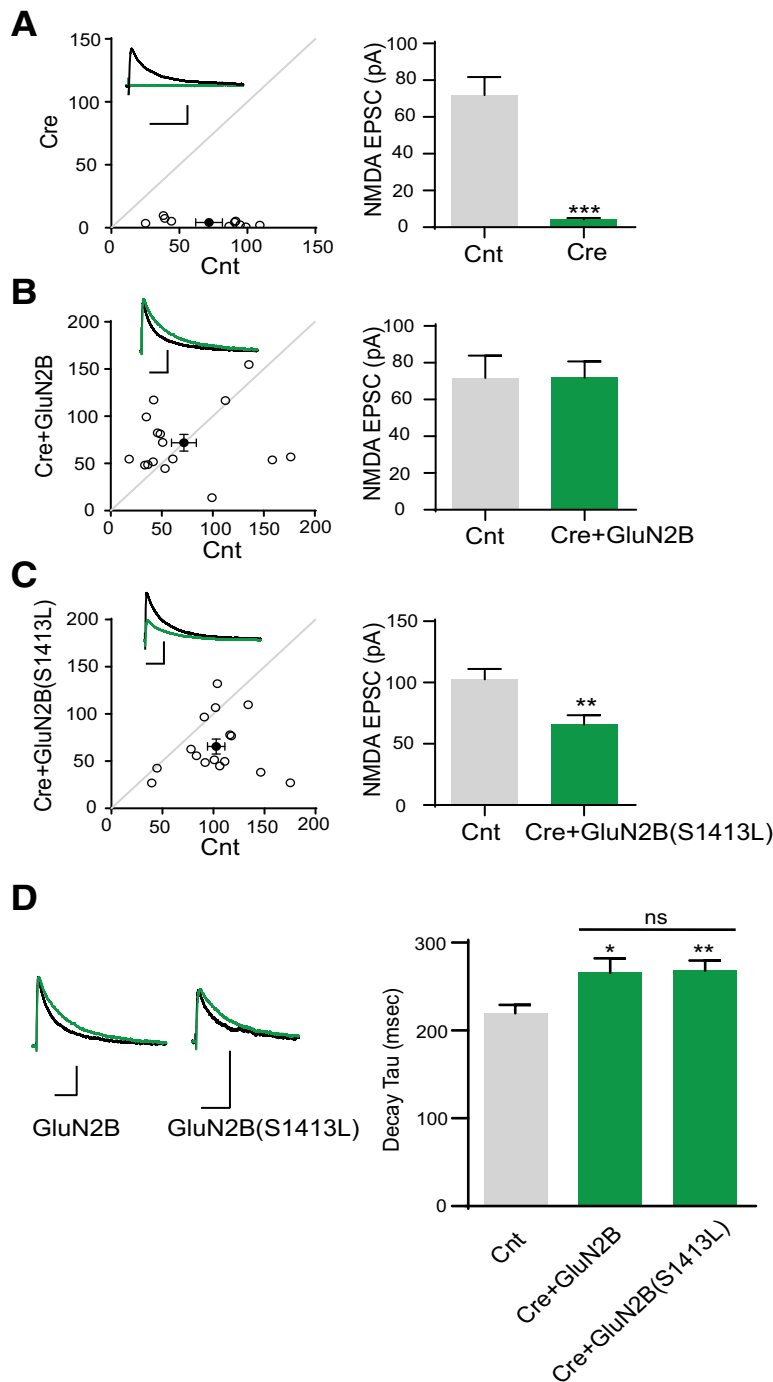 A
150
100
50
0
Cre
0
50
100
150
Cnt
100
80
60
40
20
0
NMDA EPSC (pA)
***
Cnt
Cre
B
200
150
100
50
0
Cre+GluN2B
0
50
100
150
200
Cnt
100
80
60
40
20
0
NMDA EPSC (pA)
Cnt
Cre+GluN2B
C
200
150
100
50
0
Cre+GluN2B(S1413L)
0
50
100
150
200
Cnt
150
100
50
0
NMDA EPSC (pA)
**
Cnt
Cre+GluN2B(S1413L)
D
GluN2B
GluN2B(S1413L)
ns
300
200
100
0
Decay Tau (msec)
*
**
Cnt
Cre+GluN2B
Cre+GluN2B(S1413L)